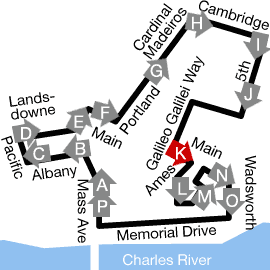 Cambridge
Cardinal
Medeiros
H
I
5th
J
G
Galileo Galilei Way
Portland
Lands-
downe
F
E
Main
D
C
B
Pacific
Albany
K
Main
Ames
A
P
L
M
N
O
Wadsworth
Mass Ave
Memorial Drive
Charles River